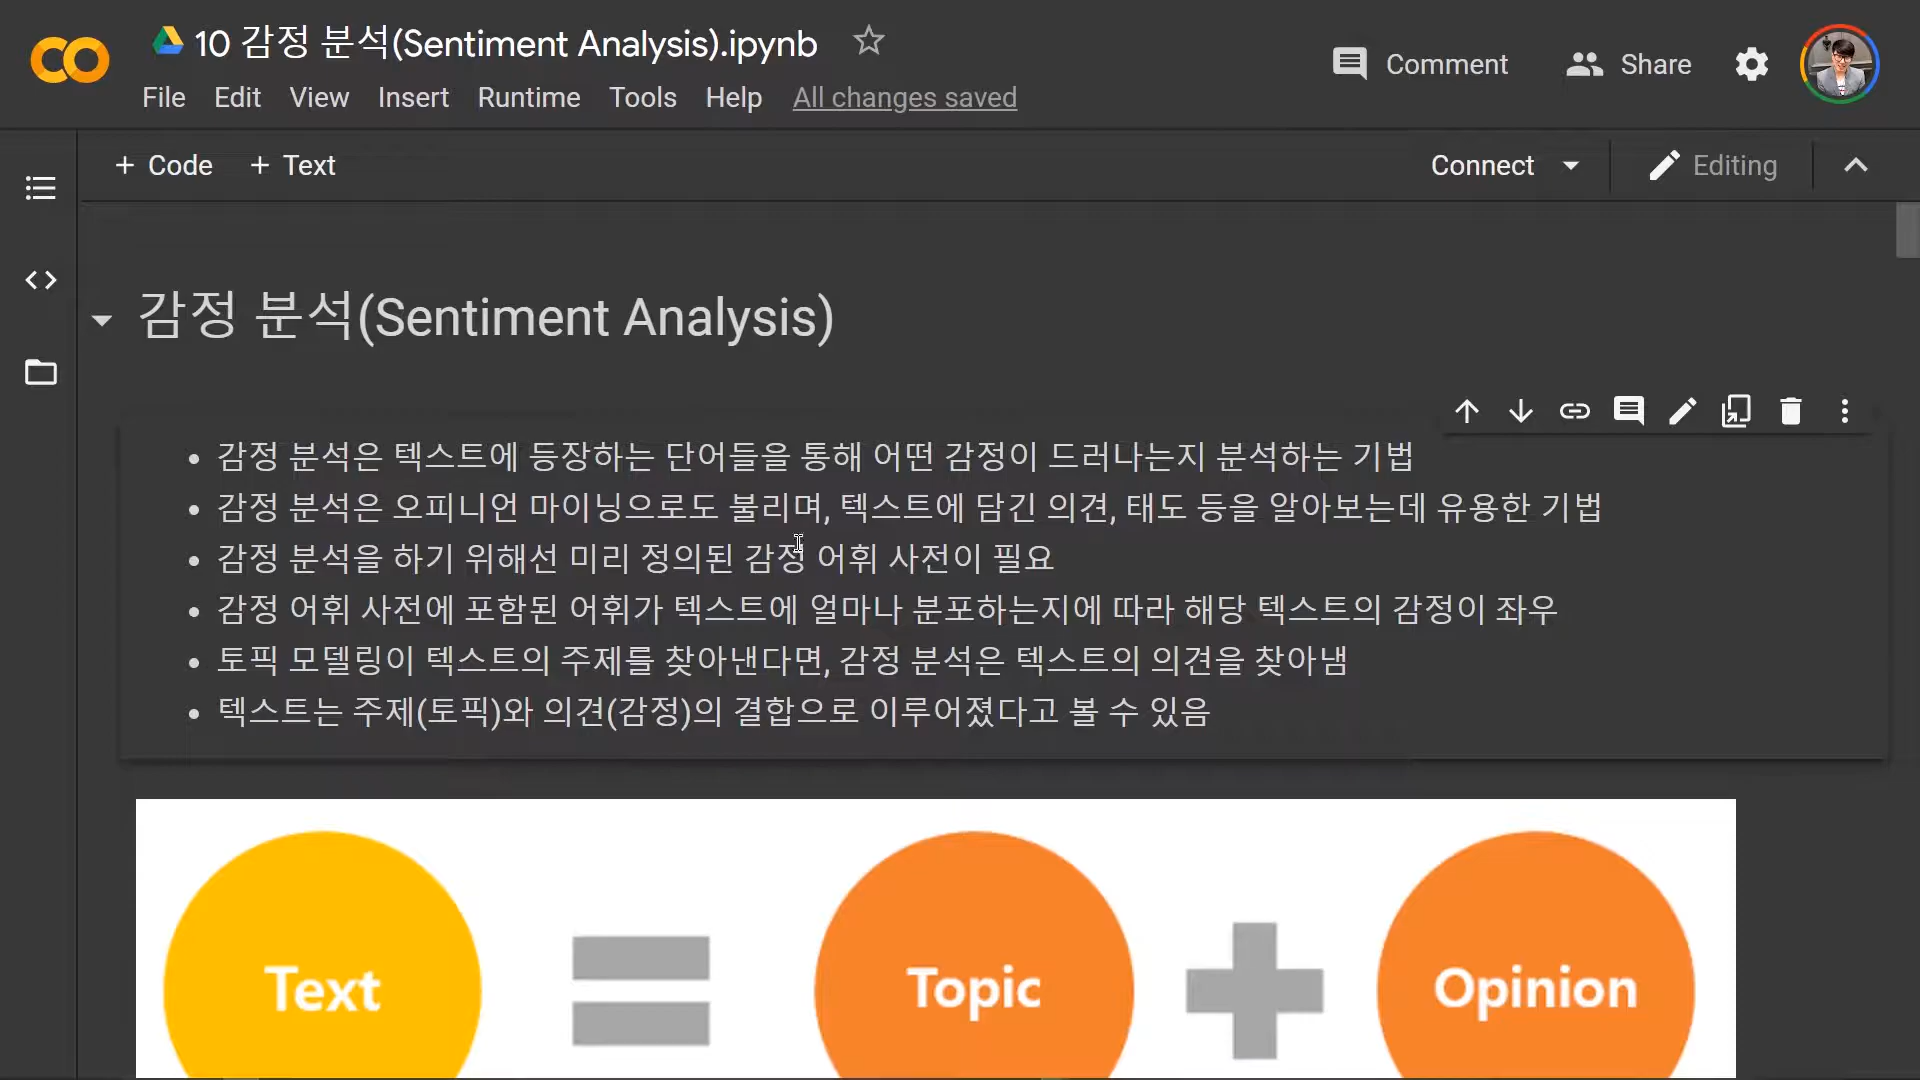 10 감정 분석(Sentiment Analysis).ipynb
Comment
Share
File Edit View Insert Runtime Tools Help All changes saved
+ Code + Text
Connect
Editing
감정 분석(Sentiment Analysis)
감정 분석은 텍스트에 등장하는 단어들을 통해 어떤 감정이 드러나는지 분석하는 기법
감정 분석은 오피니언 마이닝으로도 불리며, 텍스트에 담긴 의견, 태도 등을 알아보는데 유용한 기법
감정 분석을 하기 위해선 미리 정의된 감정 어휘 사전이 필요
감정 어휘 사전에 포함된 어휘가 텍스트에 얼마나 분포하는지에 따라 해당 텍스트의 감정이 좌우
토픽 모델링이 텍스트의 주제를 찾아낸다면, 감정 분석은 텍스트의 의견을 찾아냄
텍스트는 주제(토픽)와 의견(감정)의 결합으로 이루어졌다고 볼 수 있음
Text
Topic
Opinion